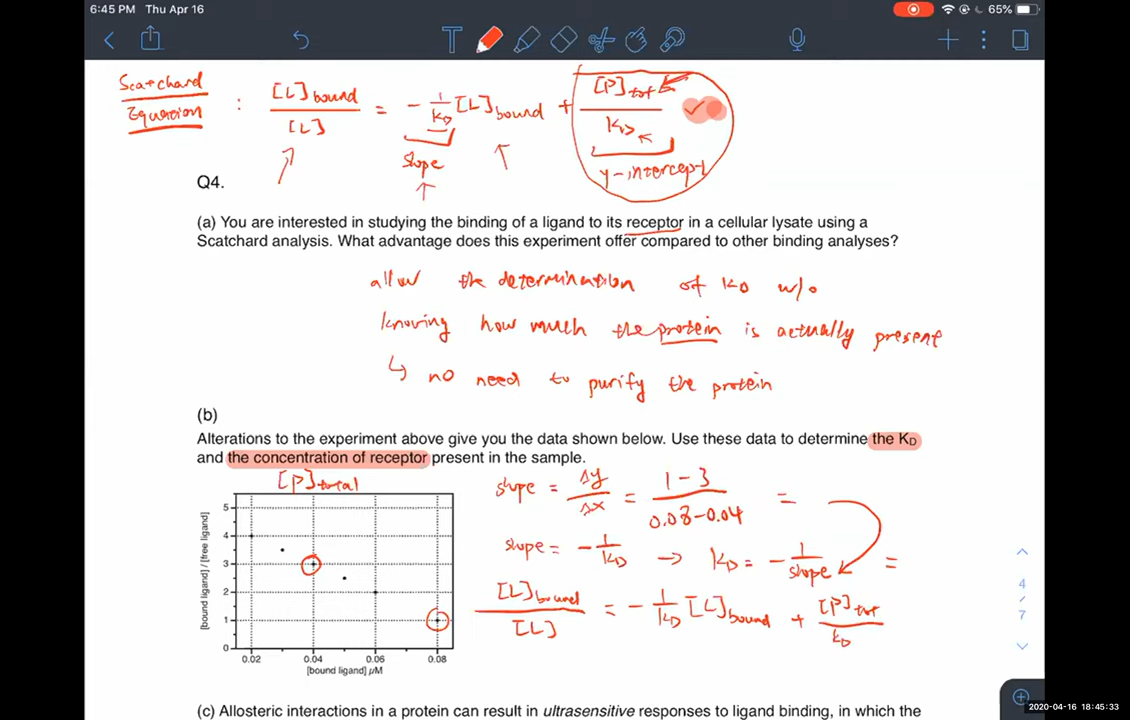 6:45 PM Thu Apr 16
65%
Scatchard
Equation : [L]bound / [L] = - 1/KD [L]bound + [P]tot / KD
slope
y-intercept
Q4.
(a) You are interested in studying the binding of a ligand to its receptor in a cellular lysate using a
Scatchard analysis. What advantage does this experiment offer compared to other binding analyses?
allow the determination of KD w/o
knowing how much the protein is actually present
↳ no need to purify the protein
(b)
Alterations to the experiment above give you the data shown below. Use these data to determine the KD
and the concentration of receptor present in the sample.
[P]total
slope = Δy/Δx = 1-3 / 0.08-0.04 =
slope = - 1/KD → KD = - 1/slope =
[L]bound / [L] = - 1/KD [L]bound + [P]tot / KD
[bound ligand] / [free ligand]
5
4
3
2
1
0
0.02 0.04 0.06 0.08
[bound ligand] µM
4
/
7
(c) Allosteric interactions in a protein can result in ultrasensitive responses to ligand binding, in which the
2020-04-16 18:45:33